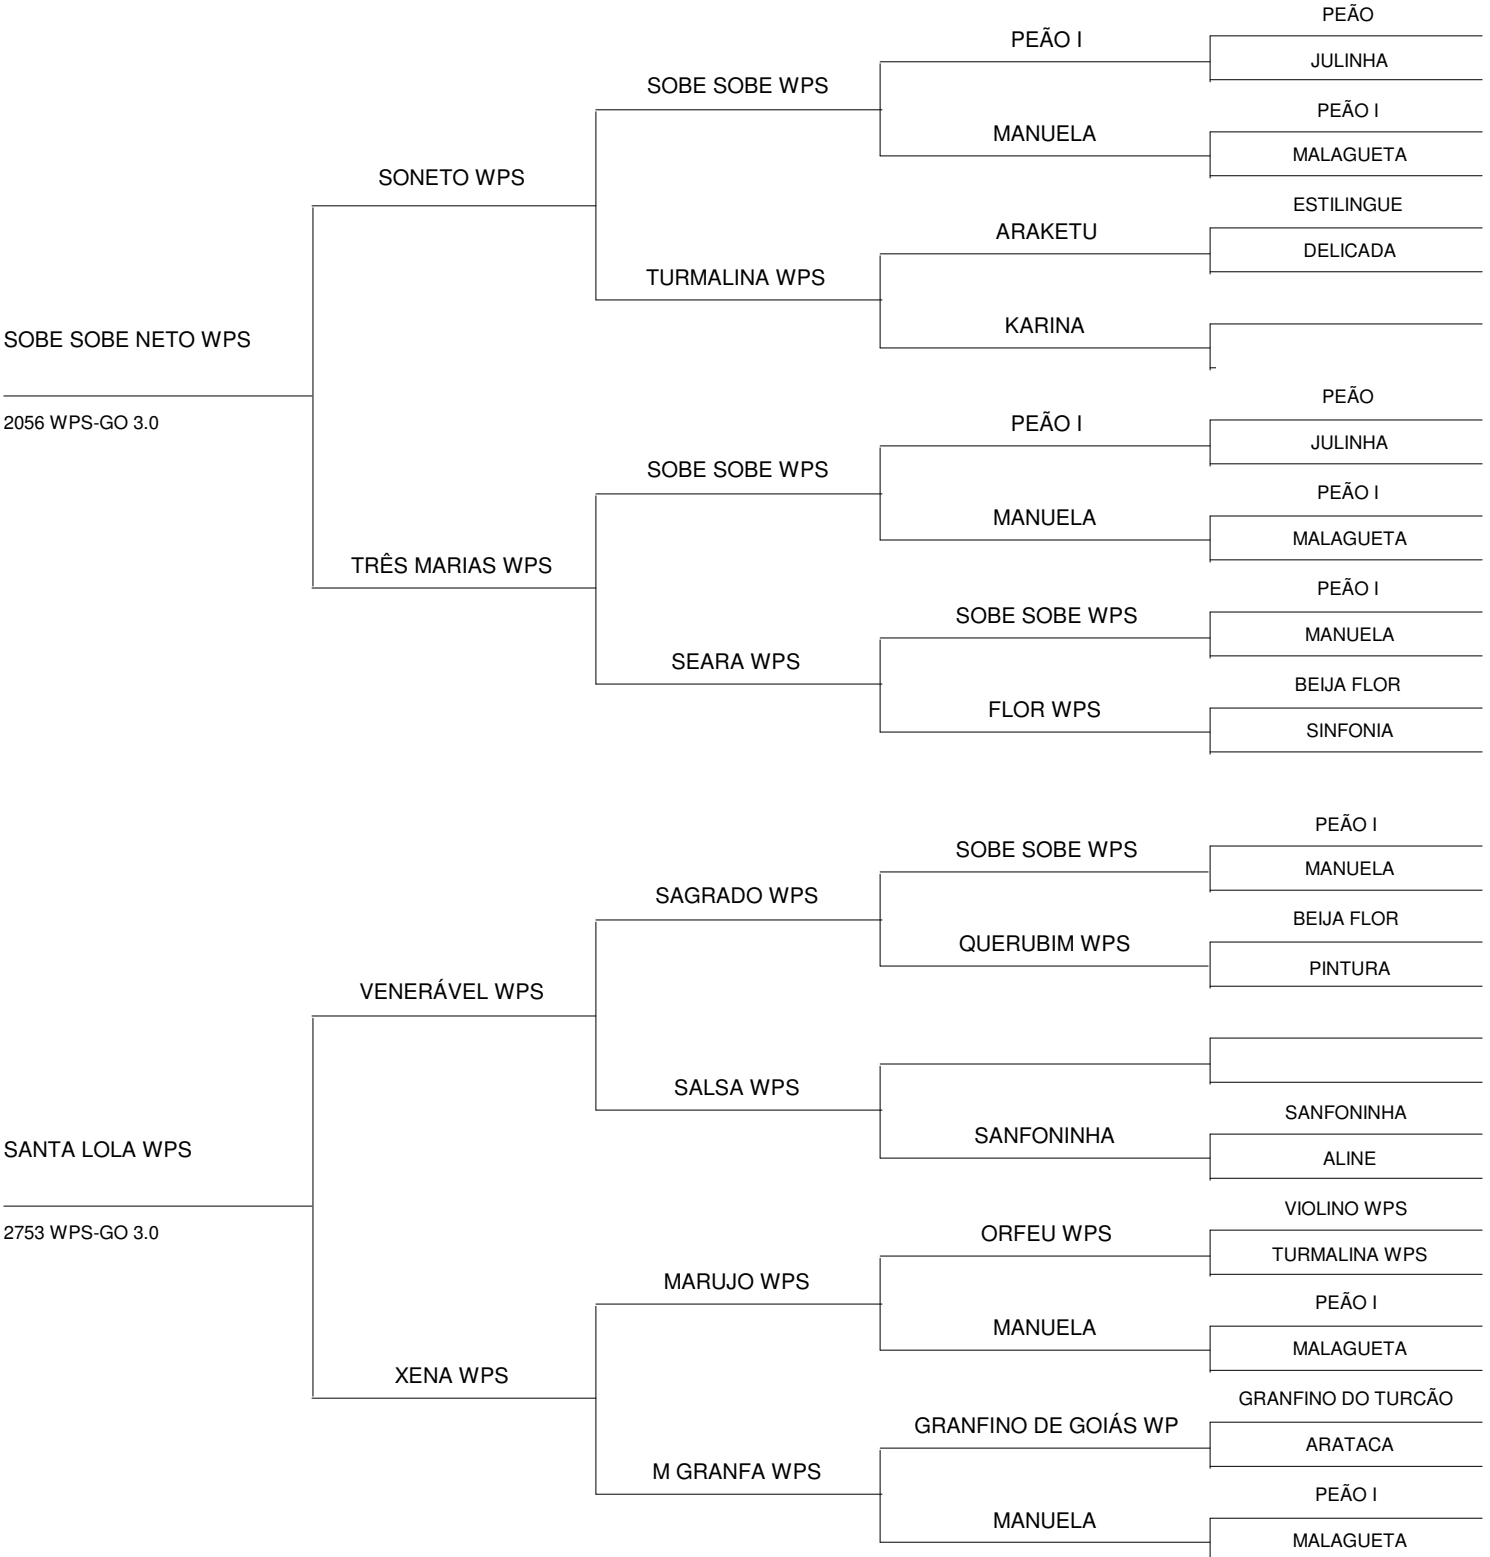 PEÃO
PEÃO I
JULINHA
SOBE SOBE WPS
PEÃO I
MANUELA
MALAGUETA
SONETO WPS
ESTILINGUE
ARAKETU
DELICADA
TURMALINA WPS
KARINA
SOBE SOBE NETO WPS
2056 WPS-GO 3.0
PEÃO
PEÃO I
JULINHA
SOBE SOBE WPS
PEÃO I
MANUELA
MALAGUETA
TRÊS MARIAS WPS
PEÃO I
SOBE SOBE WPS
MANUELA
SEARA WPS
BEIJA FLOR
FLOR WPS
SINFONIA
PEÃO I
SOBE SOBE WPS
MANUELA
SAGRADO WPS
BEIJA FLOR
QUERUBIM WPS
PINTURA
VENERÁVEL WPS
SALSA WPS
SANFONINHA
SANFONINHA
ALINE
SANTA LOLA WPS
2753 WPS-GO 3.0
VIOLINO WPS
ORFEU WPS
TURMALINA WPS
MARUJO WPS
PEÃO I
MANUELA
MALAGUETA
XENA WPS
GRANFINO DO TURCÃO
GRANFINO DE GOIÁS WP
ARATACA
M GRANFA WPS
PEÃO I
MANUELA
MALAGUETA